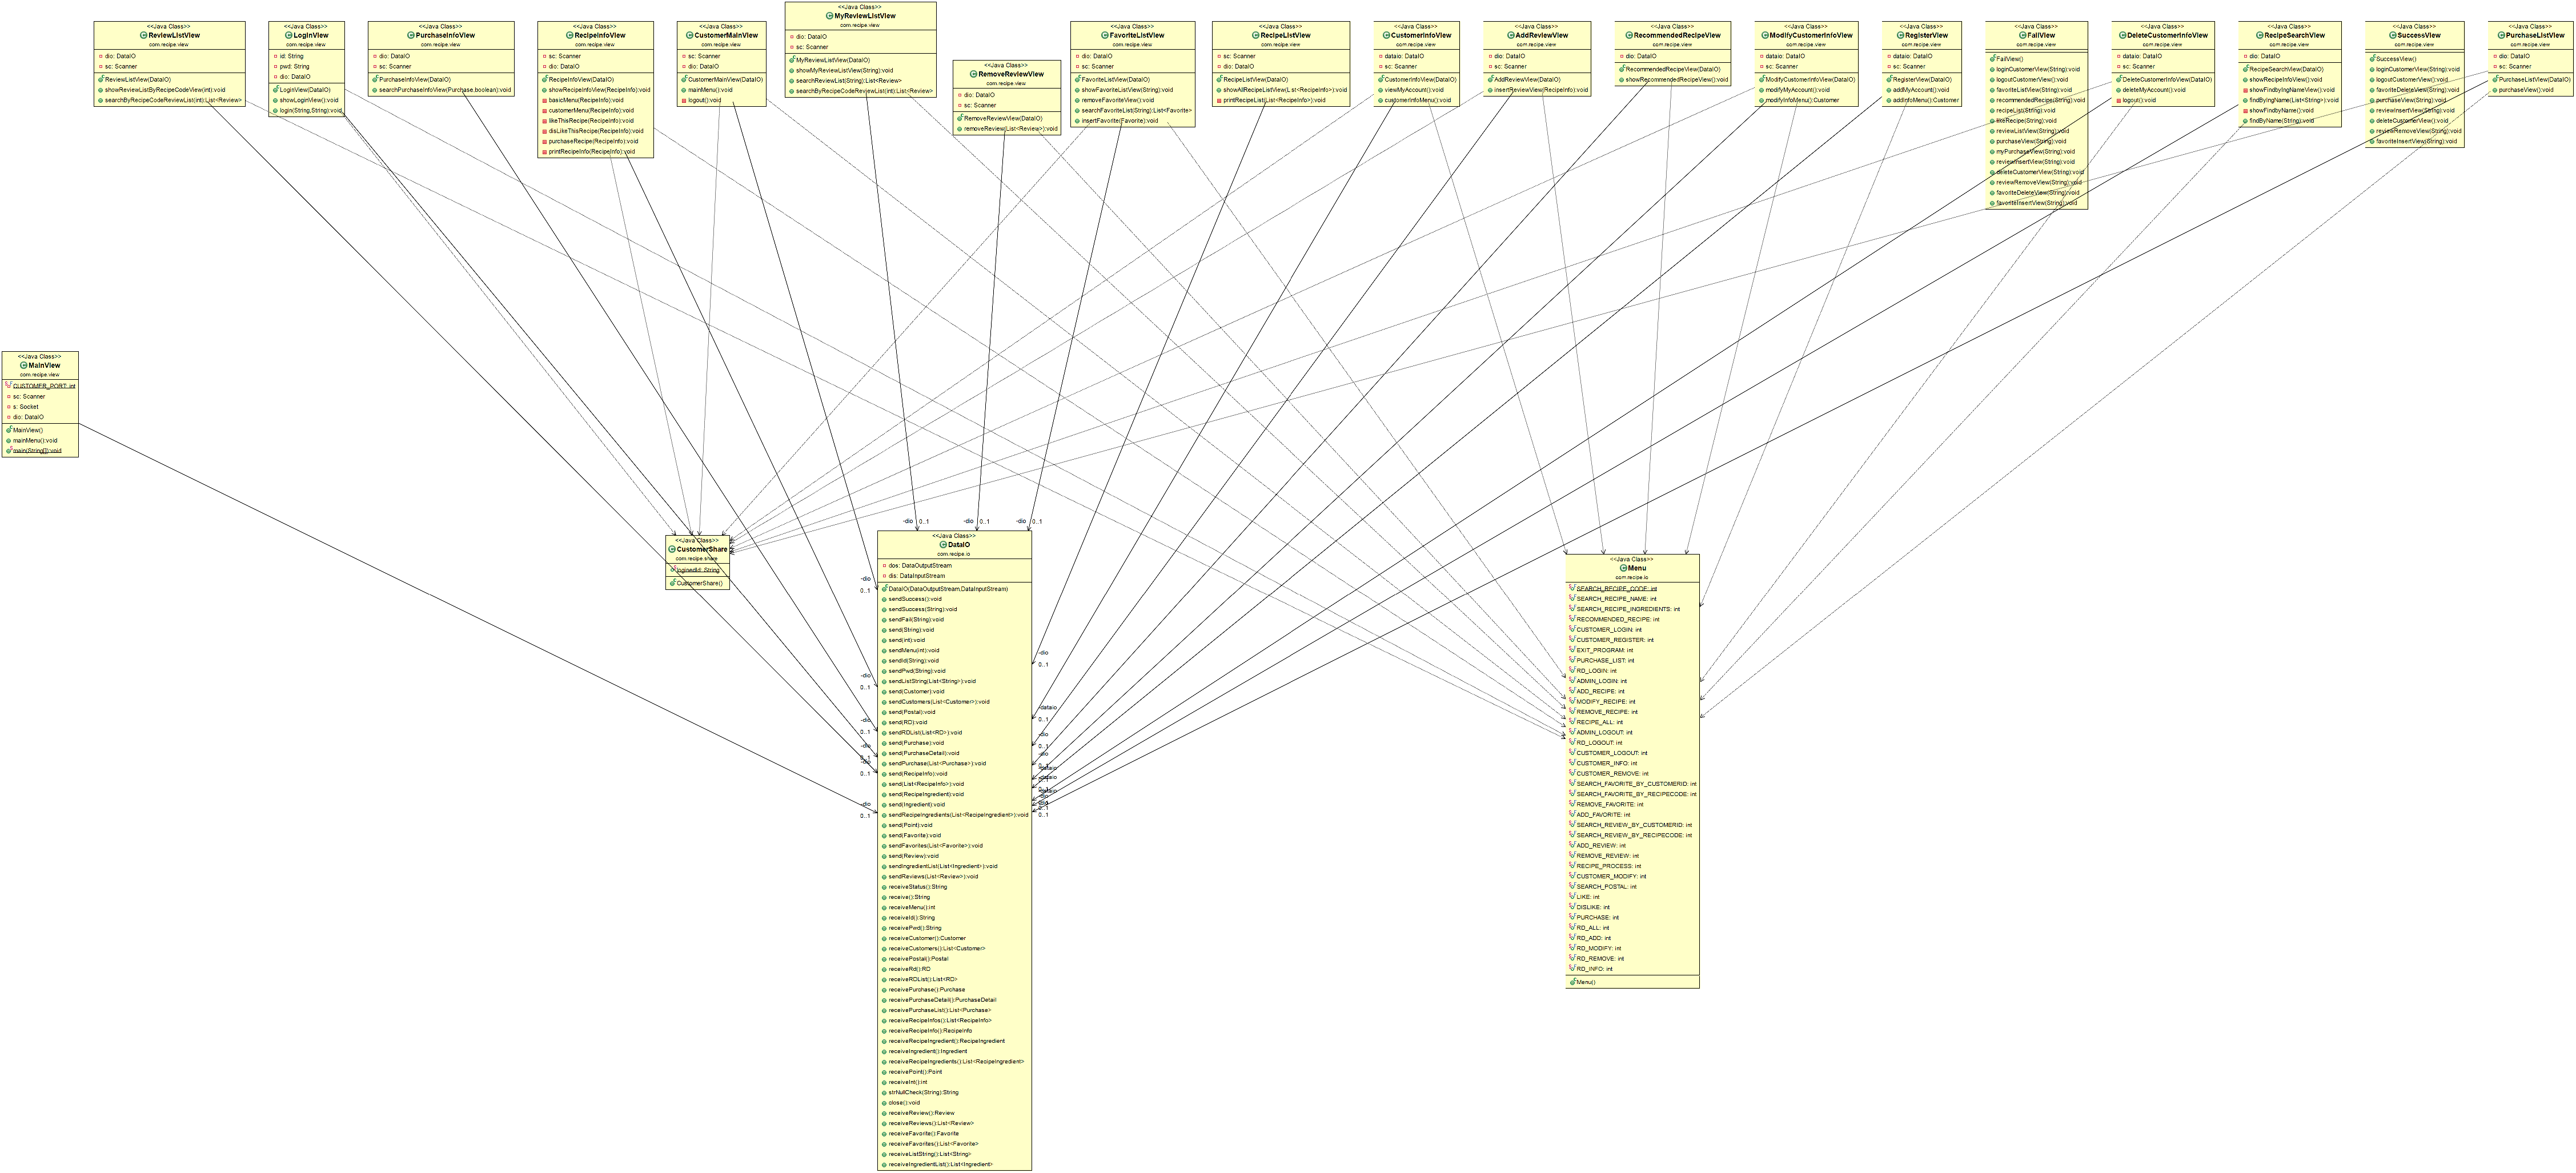 <<Java Class>>
ReviewListView
com.recipe.view
dio: DataIO
sc: Scanner
ReviewListView(DataIO)
showReviewListByRecipeCodeView(int):void
searchByRecipeCodeReviewList(int):List<Review>
<<Java Class>>
LoginView
com.recipe.view
id: String
pwd: String
dio: DataIO
LoginView(DataIO)
showLoginView():void
login(String,String):void
<<Java Class>>
PurchaseInfoView
com.recipe.view
dio: DataIO
sc: Scanner
PurchaseInfoView(DataIO)
searchPurchaseInfoView(Purchase,boolean):void
<<Java Class>>
RecipeInfoView
com.recipe.view
sc: Scanner
dio: DataIO
RecipeInfoView(DataIO)
showRecipeInfoView(RecipeInfo):void
basicMenu(RecipeInfo):void
customerMenu(RecipeInfo):void
likeThisRecipe(RecipeInfo):void
disLikeThisRecipe(RecipeInfo):void
purchaseRecipe(RecipeInfo):void
printRecipeInfo(RecipeInfo):void
<<Java Class>>
CustomerMainView
com.recipe.view
sc: Scanner
dio: DataIO
CustomerMainView(DataIO)
mainMenu():void
logout():void
<<Java Class>>
MyReviewListView
com.recipe.view
dio: DataIO
sc: Scanner
MyReviewListView(DataIO)
showMyReviewListView(String):void
searchReviewList(String):List<Review>
searchByRecipeCodeReviewList(int):List<Review>
<<Java Class>>
RemoveReviewView
com.recipe.view
dio: DataIO
sc: Scanner
RemoveReviewView(DataIO)
removeReview(List<Review>):void
<<Java Class>>
FavoriteListView
com.recipe.view
dio: DataIO
sc: Scanner
FavoriteListView(DataIO)
showFavoriteListView(String):void
removeFavoriteView():void
searchFavoriteList(String):List<Favorite>
insertFavorite(Favorite):void
<<Java Class>>
RecipeListView
com.recipe.view
sc: Scanner
dio: DataIO
RecipeListView(DataIO)
showAllRecipeListView(List<RecipeInfo>):void
printRecipeList(List<RecipeInfo>):void
<<Java Class>>
CustomerInfoView
com.recipe.view
dataio: DataIO
sc: Scanner
CustomerInfoView(DataIO)
viewMyAccount():void
customerInfoMenu():void
<<Java Class>>
AddReviewView
com.recipe.view
dio: DataIO
sc: Scanner
AddReviewView(DataIO)
insertReviewView(RecipeInfo):void
<<Java Class>>
RecommendedRecipeView
com.recipe.view
dio: DataIO
RecommendedRecipeView(DataIO)
showRecommendedRecipeView():void
<<Java Class>>
ModifyCustomerInfoView
com.recipe.view
dataio: DataIO
sc: Scanner
ModifyCustomerInfoView(DataIO)
modifyMyAccount():void
modifyInfoMenu():Customer
<<Java Class>>
RegisterView
com.recipe.view
dataio: DataIO
sc: Scanner
RegisterView(DataIO)
addMyAccount():void
addInfoMenu():Customer
<<Java Class>>
FailView
com.recipe.view
FailView()
loginCustomerView(String):void
logoutCustomerView():void
favoriteListView(String):void
recommendedRecipe(String):void
recipeList(String):void
likeRecipe(String):void
reviewListView(String):void
purchaseView(String):void
myPurchaseView(String):void
reviewInsertView(String):void
deleteCustomerView(String):void
reviewRemoveView(String):void
favoriteDeleteView(String):void
favoriteInsertView(String):void
<<Java Class>>
DeleteCustomerInfoView
com.recipe.view
dataio: DataIO
sc: Scanner
DeleteCustomerInfoView(DataIO)
deleteMyAccount():void
logout():void
<<Java Class>>
RecipeSearchView
com.recipe.view
dio: DataIO
sc: Scanner
RecipeSearchView(DataIO)
showRecipeInfoView():void
showFindbyIngNameView():void
findByIngName(List<String>):void
showFindbyName():void
findByName(String):void
<<Java Class>>
SuccessView
com.recipe.view
SuccessView()
loginCustomerView(String):void
logoutCustomerView():void
favoriteDeleteView(String):void
purchaseView(String):void
reviewInsertView(String):void
deleteCustomerView():void
reviewRemoveView(String):void
favoriteInsertView(String):void
<<Java Class>>
PurchaseListView
com.recipe.view
dio: DataIO
sc: Scanner
PurchaseListView(DataIO)
purchaseView():void
<<Java Class>>
MainView
com.recipe.view
CUSTOMER_PORT: int
sc: Scanner
s: Socket
dio: DataIO
MainView()
mainMenu():void
main(String[]):void
<<Java Class>>
CustomerShare
com.recipe.share
loginedId: String
CustomerShare()
-dio 0..1
-dio 0..1
-dio 0..1
<<Java Class>>
DataIO
com.recipe.io
dos: DataOutputStream
dis: DataInputStream
DataIO(DataOutputStream,DataInputStream)
sendSuccess():void
sendSuccess(String):void
sendFail(String):void
send(String):void
send(int):void
sendMenu(int):void
sendId(String):void
sendPwd(String):void
sendListString(List<String>):void
send(Customer):void
sendCustomers(List<Customer>):void
send(Postal):void
send(RD):void
sendRDList(List<RD>):void
send(Purchase):void
send(PurchaseDetail):void
sendPurchase(List<Purchase>):void
send(RecipeInfo):void
send(List<RecipeInfo>):void
send(RecipeIngredient):void
send(Ingredient):void
sendRecipeIngredients(List<RecipeIngredient>):void
send(Point):void
send(Favorite):void
sendFavorites(List<Favorite>):void
send(Review):void
sendIngredientList(List<Ingredient>):void
sendReviews(List<Review>):void
receiveStatus():String
receive():String
receiveMenu():int
receiveId():String
receivePwd():String
receiveCustomer():Customer
receiveCustomers():List<Customer>
receivePostal():Postal
receiveRd():RD
receiveRDList():List<RD>
receivePurchase():Purchase
receivePurchaseDetail():PurchaseDetail
receivePurchaseList():List<Purchase>
receiveRecipeInfos():List<RecipeInfo>
receiveRecipeInfo():RecipeInfo
receiveRecipeIngredient():RecipeIngredient
receiveIngredient():Ingredient
receiveRecipeIngredients():List<RecipeIngredient>
receivePoint():Point
receiveInt():int
strNullCheck(String):String
close():void
receiveReview():Review
receiveReviews():List<Review>
receiveFavorite():Favorite
receiveFavorites():List<Favorite>
receiveListString():List<String>
receiveIngredientList():List<Ingredient>
-dio
0..1
-dio
0..1
-dio
0..1
-dio
0..1
-dio
0..1
-dio
0..1
-dataio
0..1
-dio
0..1
-dio
0..1
<<Java Class>>
Menu
com.recipe.io
SEARCH_RECIPE_CODE: int
SEARCH_RECIPE_NAME: int
SEARCH_RECIPE_INGREDIENTS: int
RECOMMENDED_RECIPE: int
CUSTOMER_LOGIN: int
CUSTOMER_REGISTER: int
EXIT_PROGRAM: int
PURCHASE_LIST: int
RD_LOGIN: int
ADMIN_LOGIN: int
ADD_RECIPE: int
MODIFY_RECIPE: int
REMOVE_RECIPE: int
RECIPE_ALL: int
ADMIN_LOGOUT: int
RD_LOGOUT: int
CUSTOMER_LOGOUT: int
CUSTOMER_INFO: int
CUSTOMER_REMOVE: int
SEARCH_FAVORITE_BY_CUSTOMERID: int
SEARCH_FAVORITE_BY_RECIPECODE: int
REMOVE_FAVORITE: int
ADD_FAVORITE: int
SEARCH_REVIEW_BY_CUSTOMERID: int
SEARCH_REVIEW_BY_RECIPECODE: int
ADD_REVIEW: int
REMOVE_REVIEW: int
RECIPE_PROCESS: int
CUSTOMER_MODIFY: int
SEARCH_POSTAL: int
LIKE: int
DISLIKE: int
PURCHASE: int
RD_ALL: int
RD_ADD: int
RD_MODIFY: int
RD_REMOVE: int
RD_INFO: int
Menu()